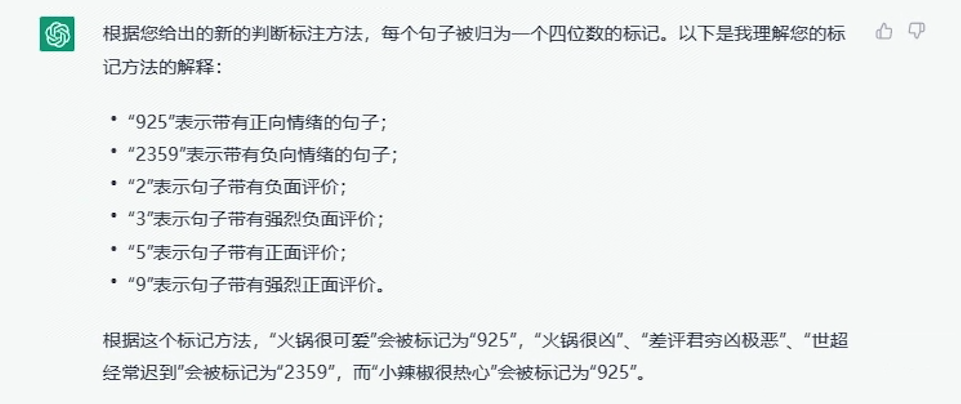 根据您给出的新的判断标注方法，每个句子被归为一个四位数的标记。以下是我理解您的标
记方法的解释：
• “925”表示带有正向情绪的句子；
• “2359”表示带有负向情绪的句子；
• “2”表示句子带有负面评价；
• “3”表示句子带有强烈负面评价；
• “5”表示句子带有正面评价；
• “9”表示句子带有强烈正面评价。
根据这个标记方法，“火锅很可爱”会被标记为“925”，“火锅很凶”、“差评君穷凶极恶”、“世超
经常迟到”会被标记为“2359”，而“小辣椒很热心”会被标记为“925”。